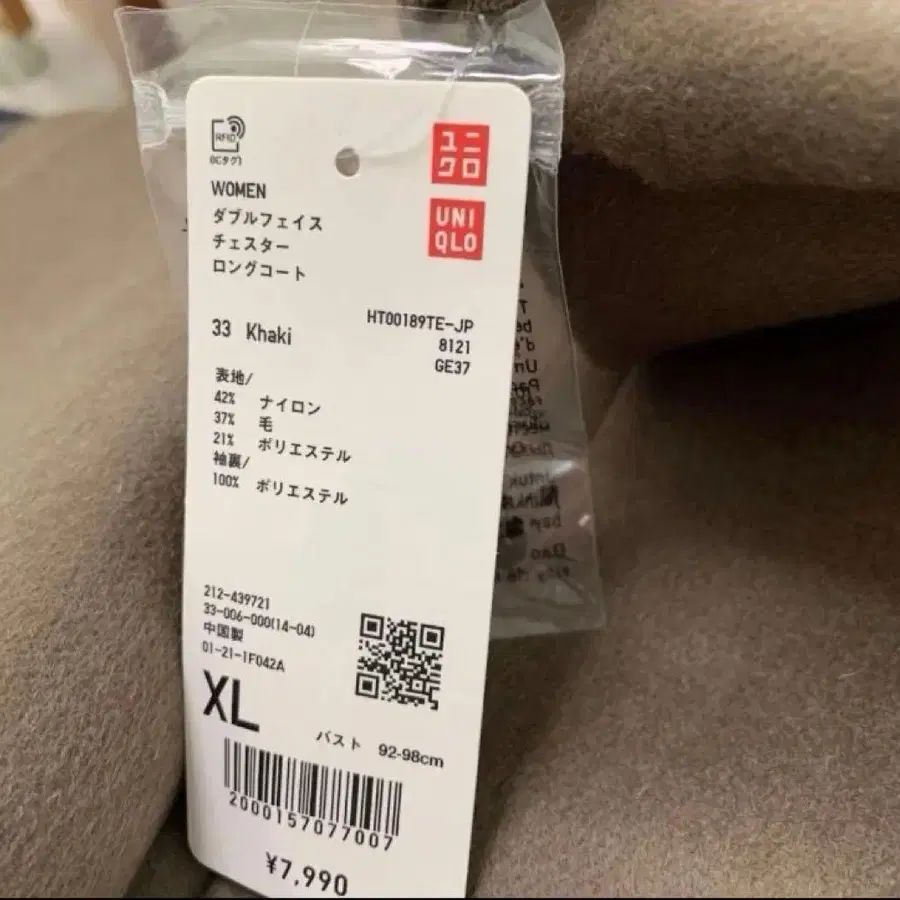 RFID
(ICタグ)
ユニ
クロ
UNI
QLO
WOMEN
ダブルフェイス
チェスター
ロングコート
33 Khaki
HT00189TE-JP
8121
GE37
表地/
42% ナイロン
37% 毛
21% ポリエステル
袖裏/
100% ポリエステル
212-439721
33-006-000(14-04)
中国製
01-21-1F042A
XL
バスト 92-98cm
2000157077007
¥7,990